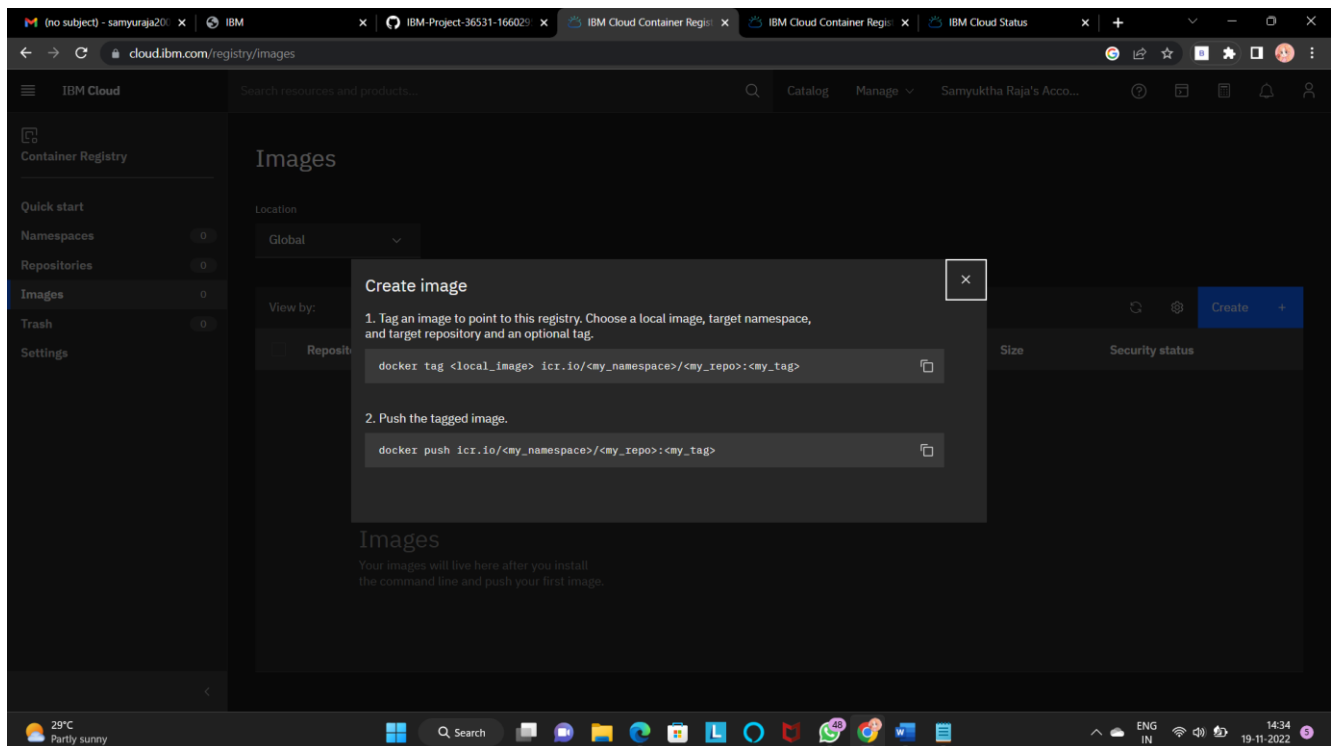 (no subject) - samyuraja200
IBM
IBM-Project-36531-166029
IBM Cloud Container Regist
IBM Cloud Container Regis
IBM Cloud Status
cloud.ibm.com/registry/images
IBM Cloud
Search resources and products...
Catalog
Manage
Samyuktha Raja's Acco...
Container Registry
Quick start
Namespaces 0
Repositories 0
Images 0
Trash 0
Settings
Images
Location
Global
View by:
Create +
Reposit
Size
Security status
Create image
1. Tag an image to point to this registry. Choose a local image, target namespace,
and target repository and an optional tag.
docker tag <local_image> icr.io/<my_namespace>/<my_repo>:<my_tag>
2. Push the tagged image.
docker push icr.io/<my_namespace>/<my_repo>:<my_tag>
Images
Your images will live here after you install
the command line and push your first image.
29°C
Partly sunny
Search
48
ENG
IN
14:34
19-11-2022
5